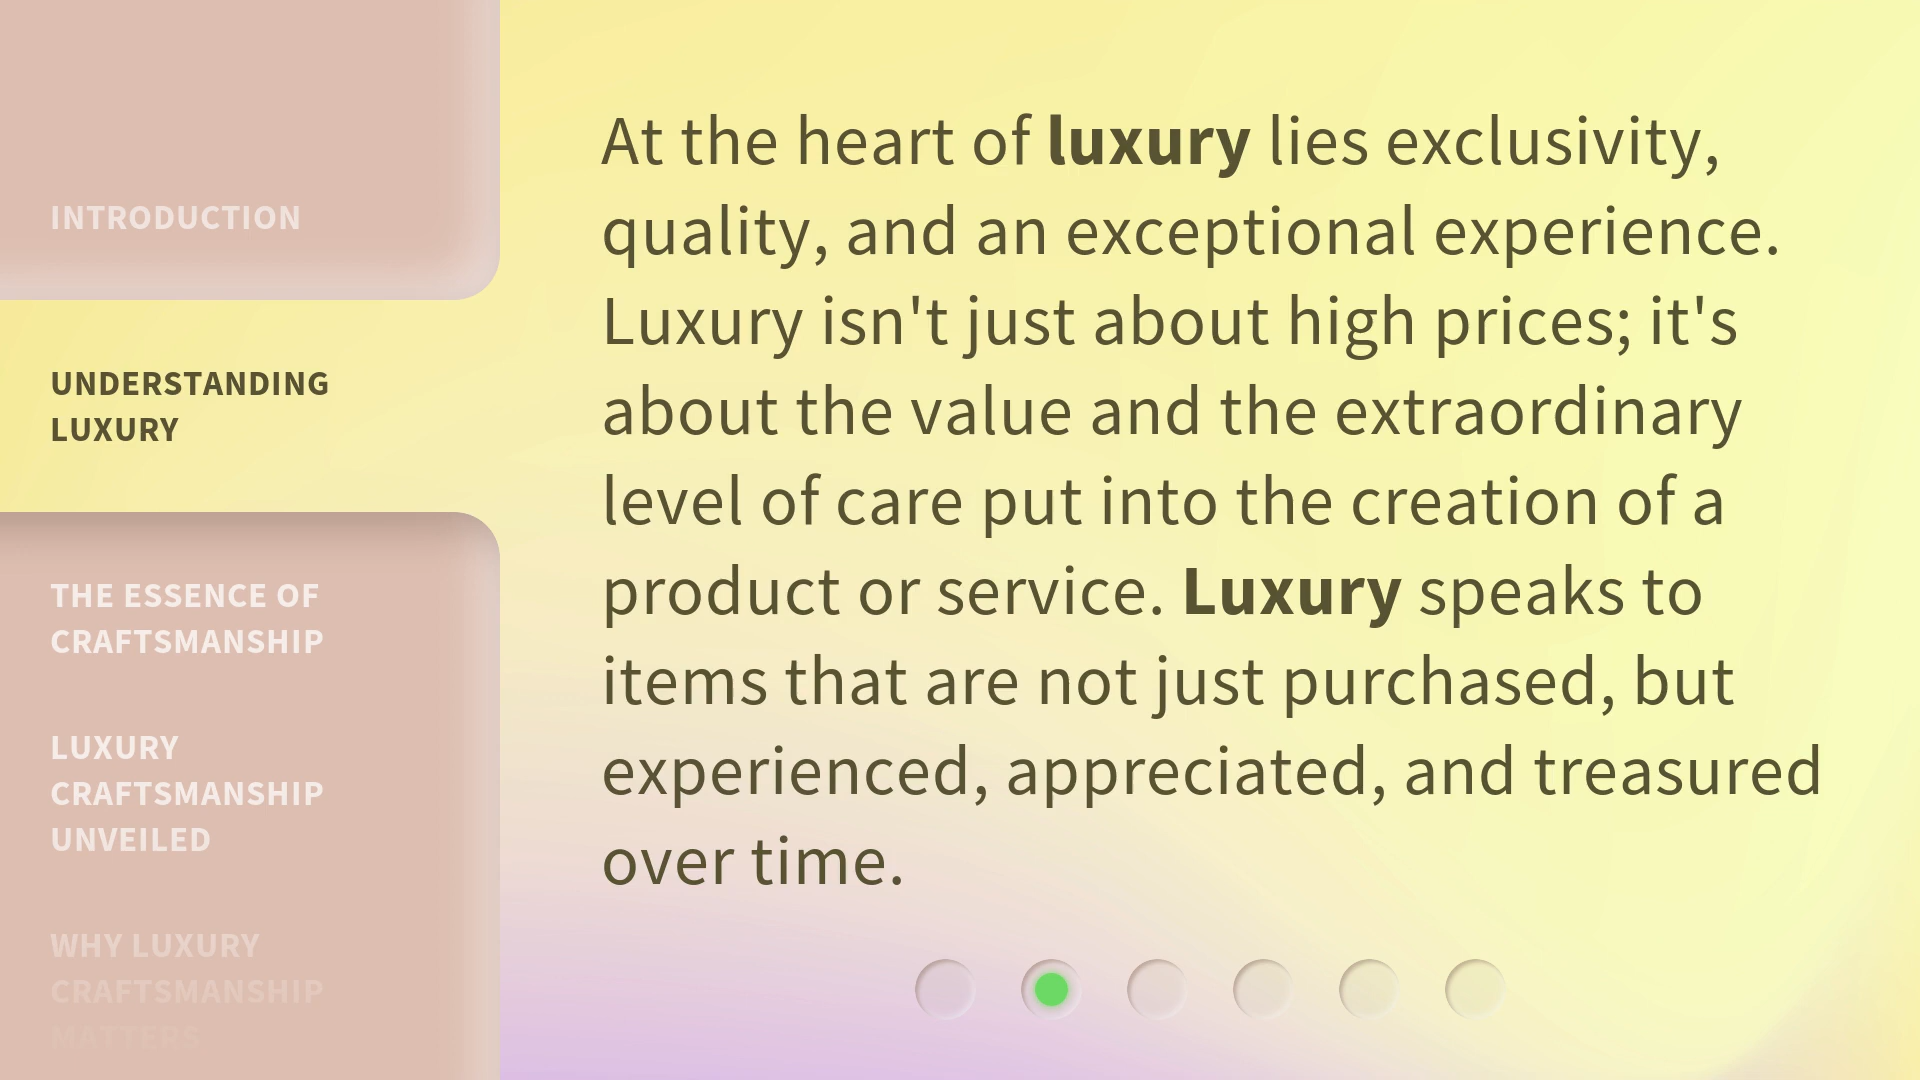 INTRODUCTION
UNDERSTANDING
LUXURY
THE ESSENCE OF
CRAFTSMANSHIP
LUXURY
CRAFTSMANSHIP
UNVEILED
WHY LUXURY
CRAFTSMANSHIP
MATTERS
At the heart of luxury lies exclusivity,
quality, and an exceptional experience.
Luxury isn't just about high prices; it's
about the value and the extraordinary
level of care put into the creation of a
product or service. Luxury speaks to
items that are not just purchased, but
experienced, appreciated, and treasured
over time.